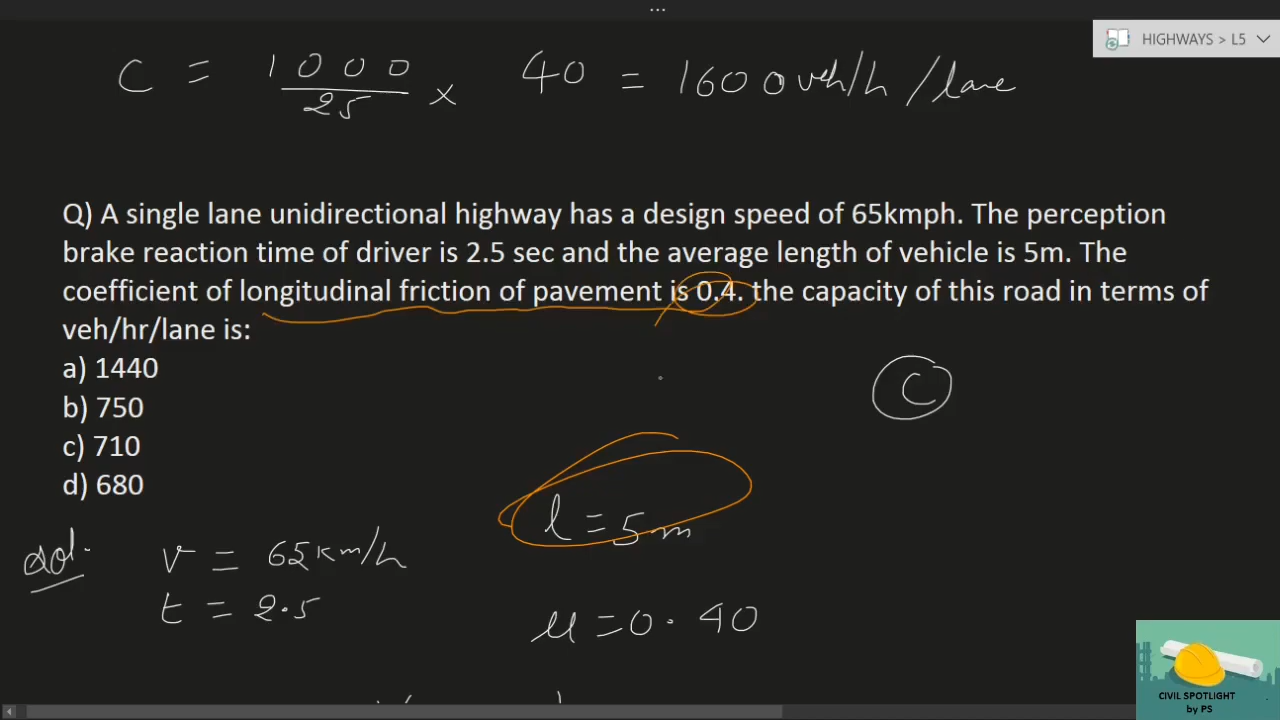 ...
HIGHWAYS > L5
C = 1000/25 × 40 = 1600 veh/h/lane
Q) A single lane unidirectional highway has a design speed of 65kmph. The perception
brake reaction time of driver is 2.5 sec and the average length of vehicle is 5m. The
coefficient of longitudinal friction of pavement is 0.4. the capacity of this road in terms of
veh/hr/lane is:
a) 1440
b) 750
c) 710
d) 680
C
l = 5m
Sol.
v = 65 km/h
t = 2.5
μ = 0.40
CIVIL SPOTLIGHT
by PS